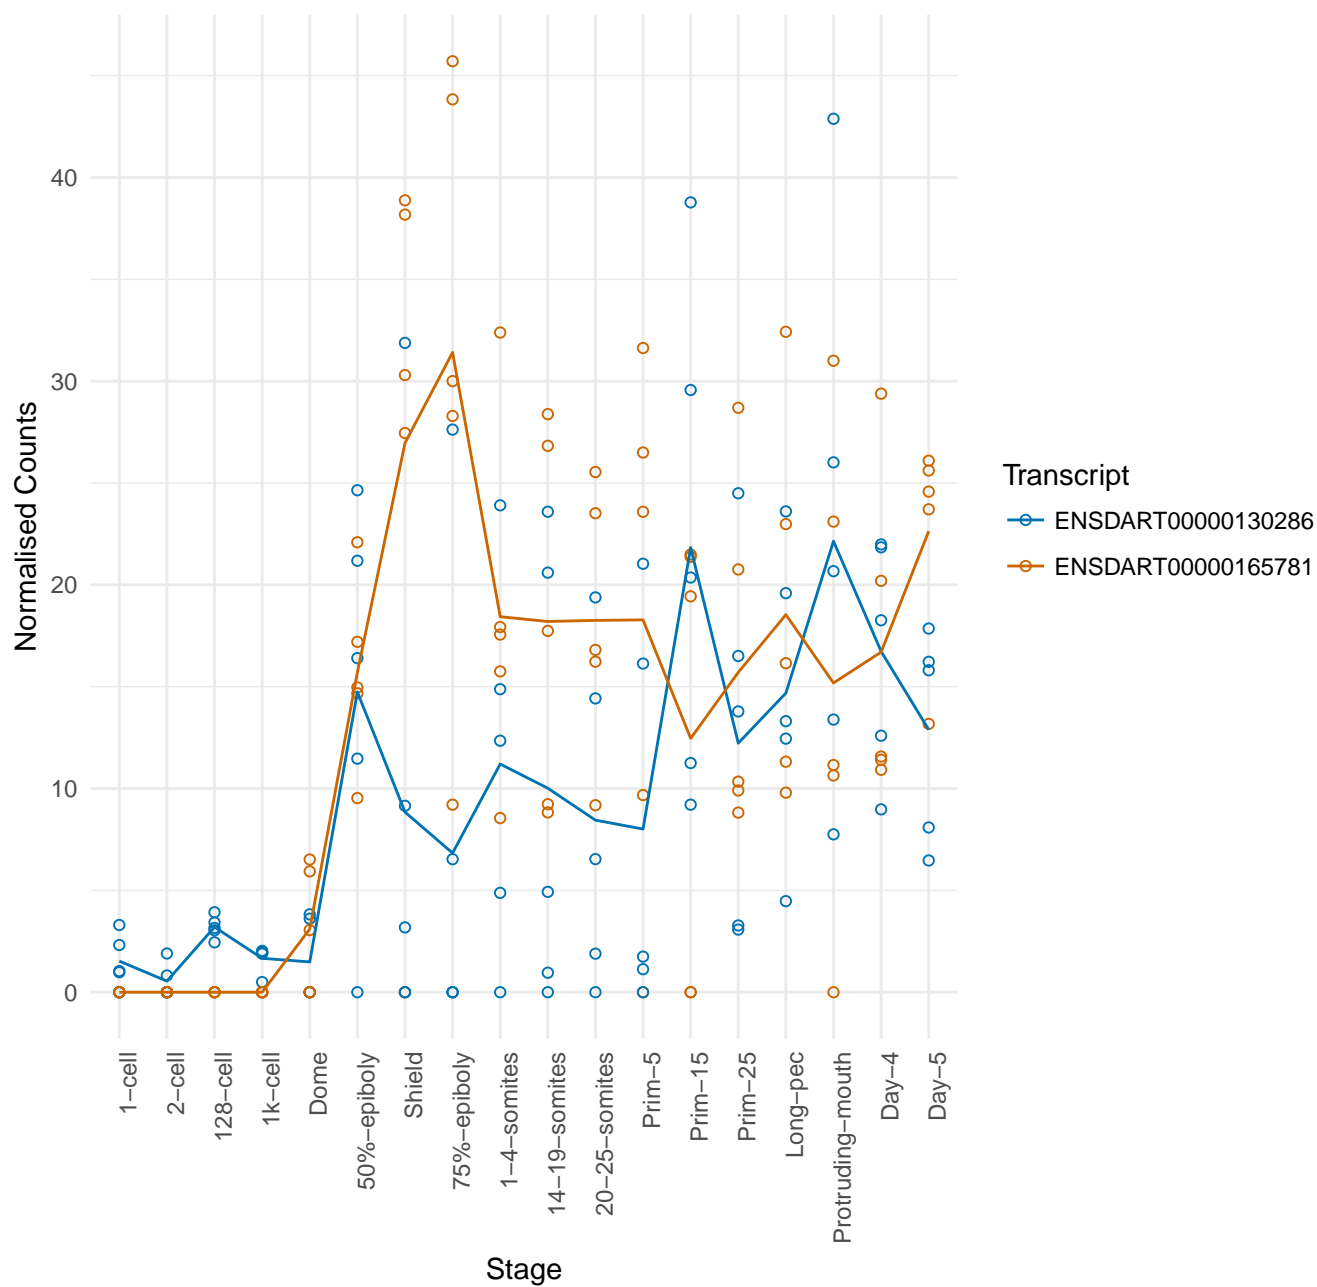 Normalised Counts
40
30
20
10
0
1−cell
2−cell
128−cell
1k−cell
Dome
50%−epiboly
Shield
75%−epiboly
1−4−somites
14−19−somites
20−25−somites
Prim−5
Prim−15
Prim−25
Long−pec
Protruding−mouth
Day−4
Day−5
Stage
Transcript
ENSDART00000130286
ENSDART00000165781